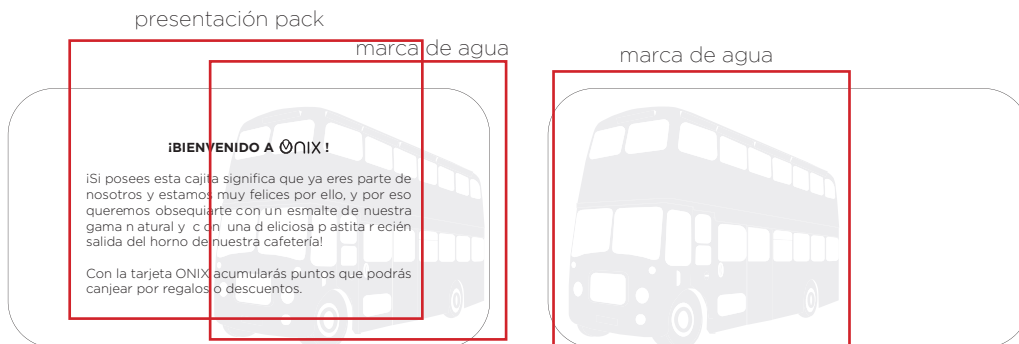 presentación pack
marca de agua
marca de agua
¡BIENVENIDO A ONIX !
¡Si posees esta cajita significa que ya eres parte de
nosotros y estamos muy felices por ello, y por eso
queremos obsequiarte con un esmalte de nuestra
gama n atural y c on una d eliciosa p astita r ecién
salida del horno de nuestra cafetería!
Con la tarjeta ONIX acumularás puntos que podrás
canjear por regalos o descuentos.